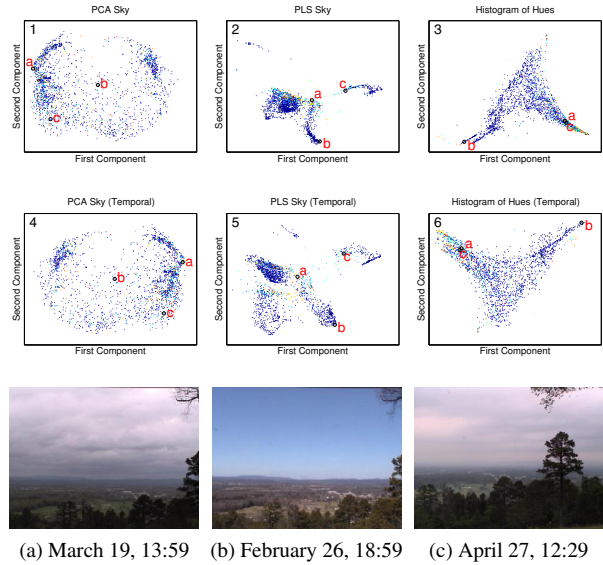 PCA Sky
PLS Sky
Histogram of Hues
1
a
b
c
Second Component
First Component
2
a
b
c
Second Component
First Component
3
a
c
b
Second Component
First Component
PCA Sky (Temporal)
PLS Sky (Temporal)
Histogram of Hues (Temporal)
4
a
b
c
Second Component
First Component
5
a
b
c
Second Component
First Component
6
a
b
Second Component
First Component
(a) March 19, 13:59
(b) February 26, 18:59
(c) April 27, 12:29